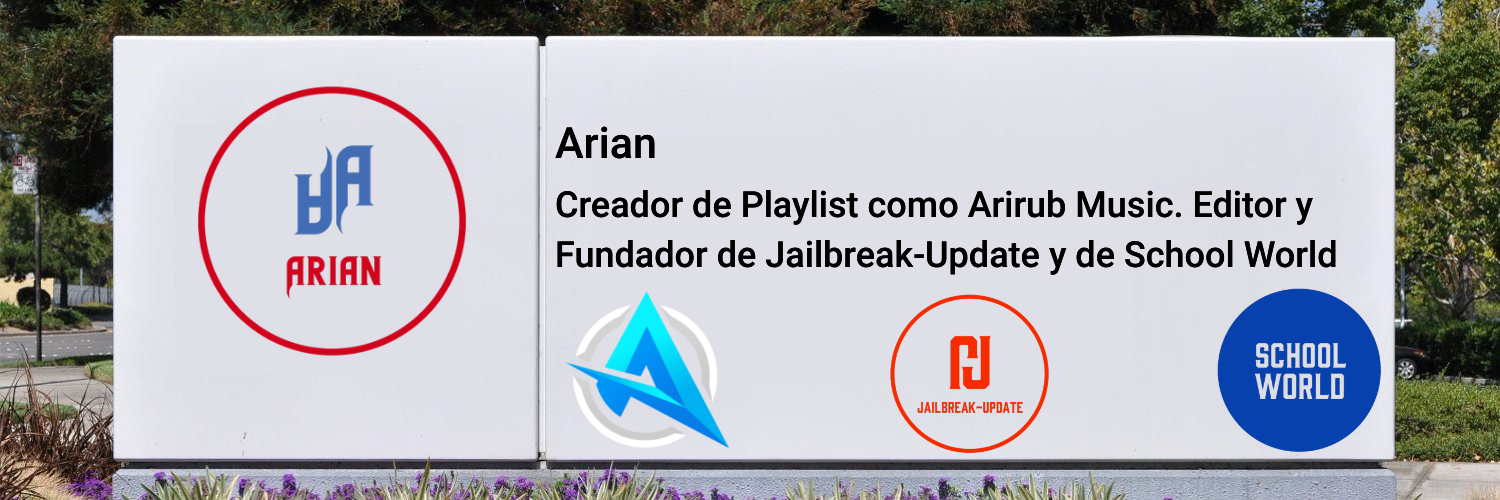 ARIAN
Arian
Creador de Playlist como Arirub Music. Editor y
Fundador de Jailbreak-Update y de School World
JAILBREAK-UPDATE
SCHOOL
WORLD